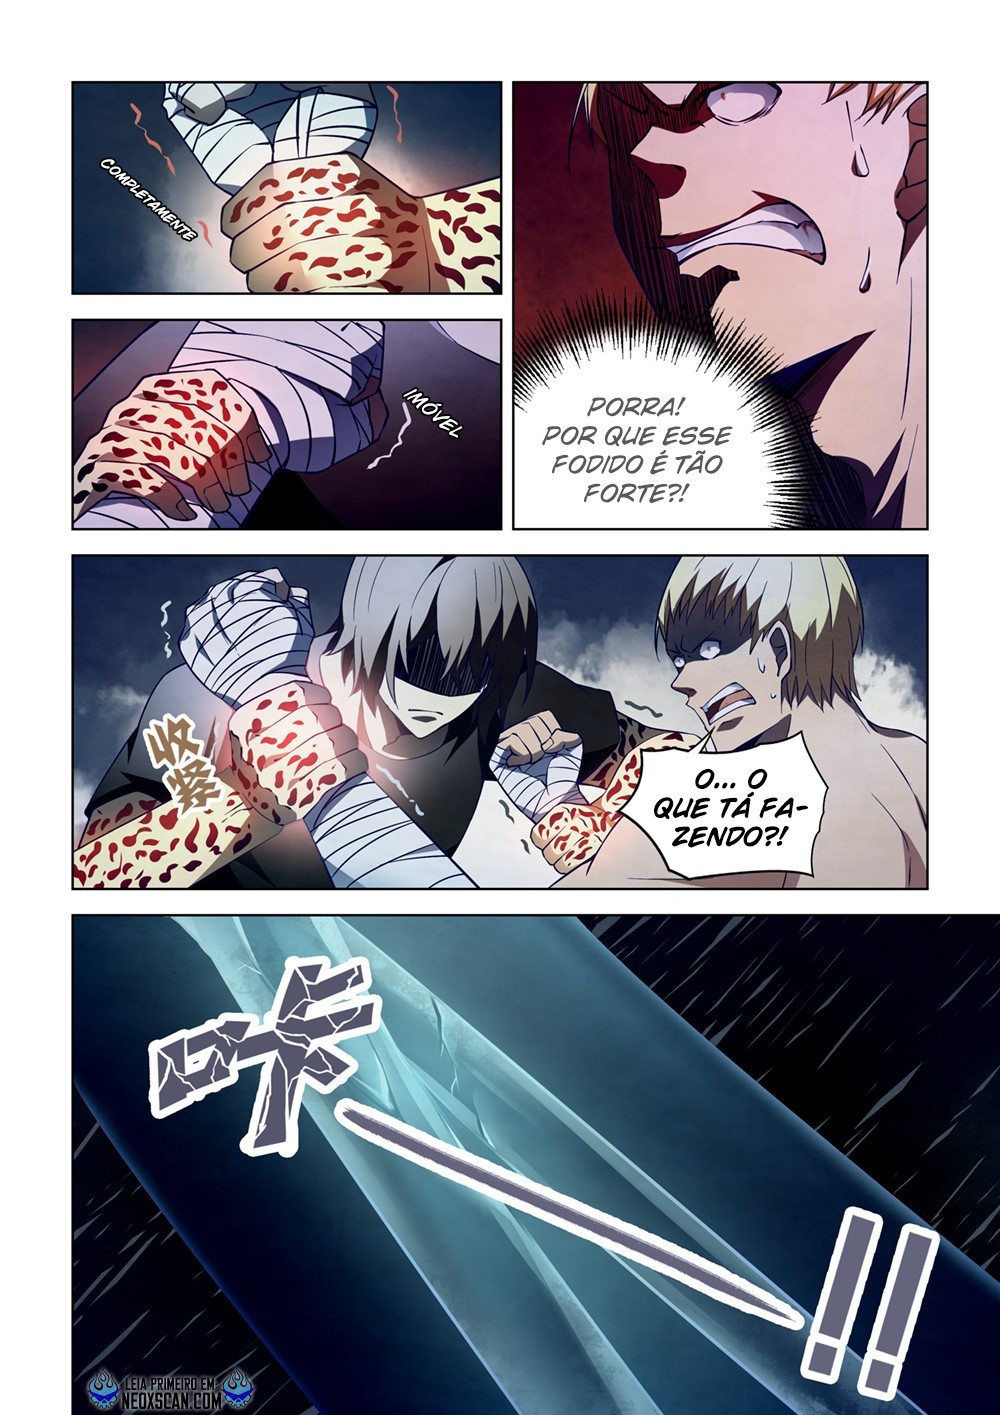 COMPLETAMENTE
IMÓVEL
PORRA!
POR QUE ESSE
FODIDO É TÃO
FORTE?!
收紧
O... O
QUE TÁ FA-
ZENDO?!
咔
——!!
LEIA PRIMEIRO EM
NEOXSCAN.COM